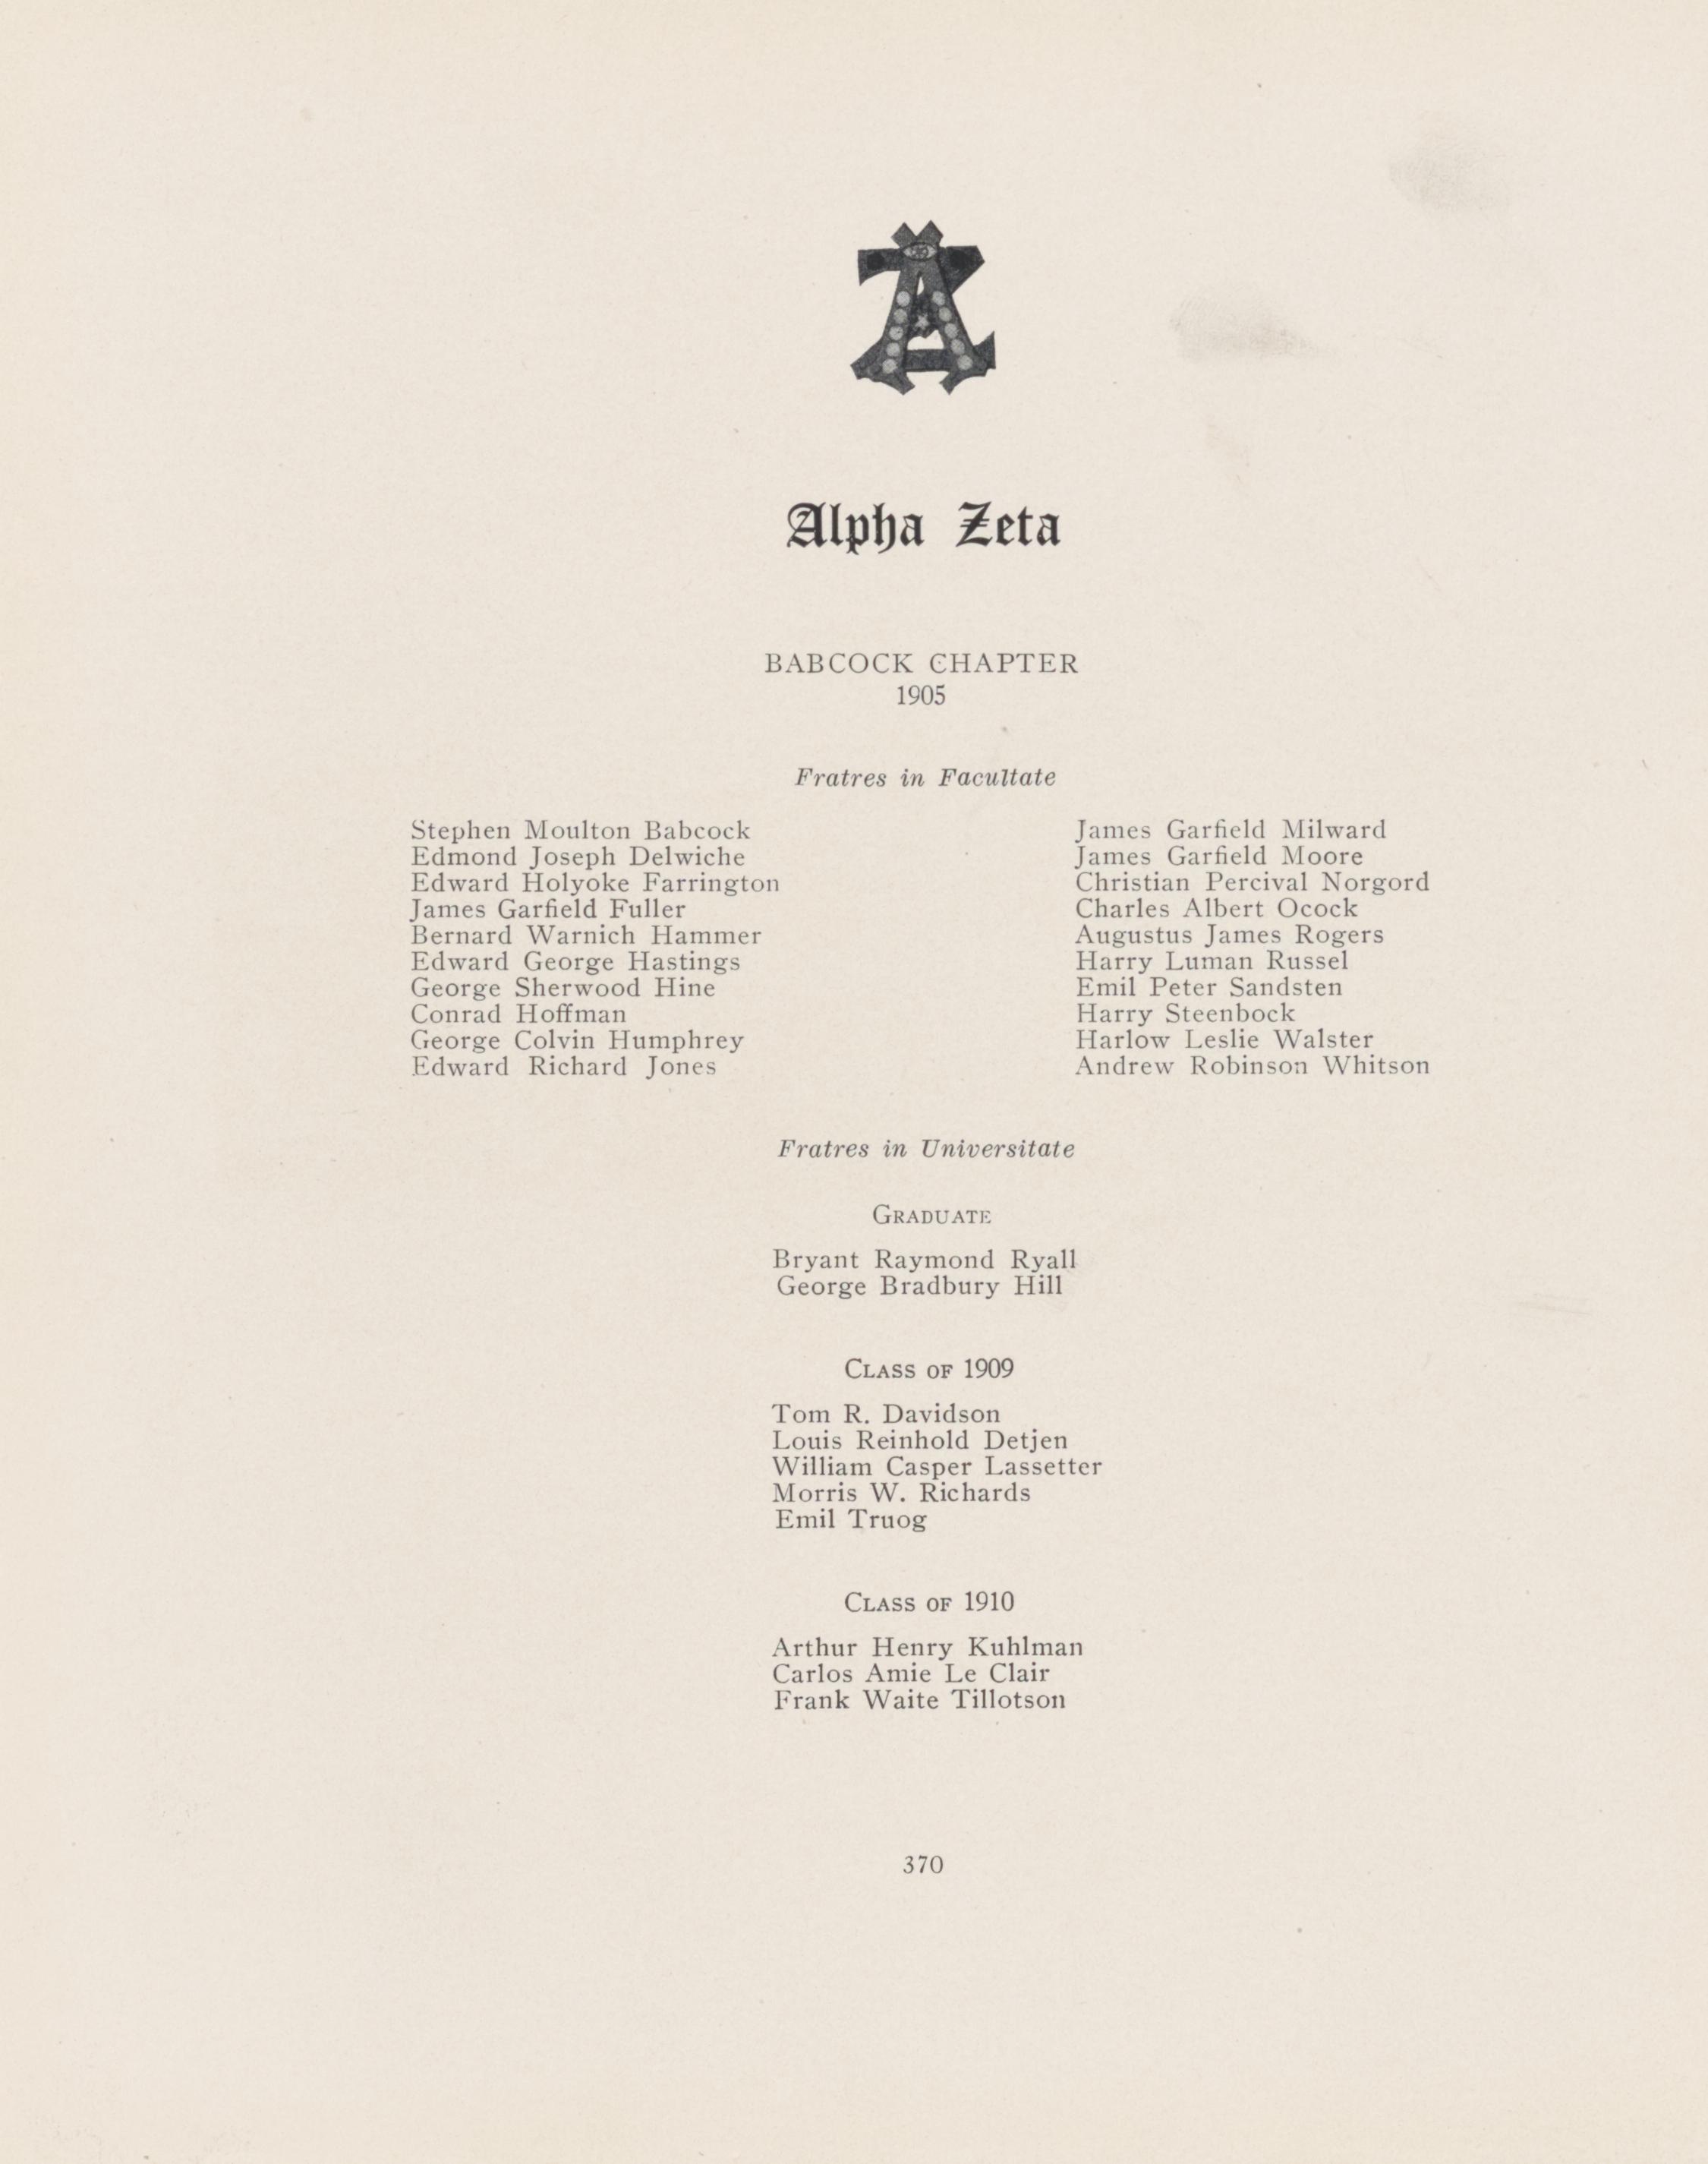 Alpha Zeta
BABCOCK CHAPTER
1905
Fratres in Facultate
Stephen Moulton Babcock
Edmond Joseph Delwiche
Edward Holyoke Farrington
James Garfield Fuller
Bernard Warnich Hammer
Edward George Hastings
George Sherwood Hine
Conrad Hoffman
George Colvin Humphrey
Edward Richard Jones
James Garfield Milward
James Garfield Moore
Christian Percival Norgord
Charles Albert Ocock
Augustus James Rogers
Harry Luman Russel
Emil Peter Sandsten
Harry Steenbock
Harlow Leslie Walster
Andrew Robinson Whitson
Fratres in Universitate
GRADUATE
Bryant Raymond Ryall
George Bradbury Hill
CLASS OF 1909
Tom R. Davidson
Louis Reinhold Detjen
William Casper Lassetter
Morris W. Richards
Emil Truog
CLASS OF 1910
Arthur Henry Kuhlman
Carlos Amie Le Clair
Frank Waite Tillotson
370